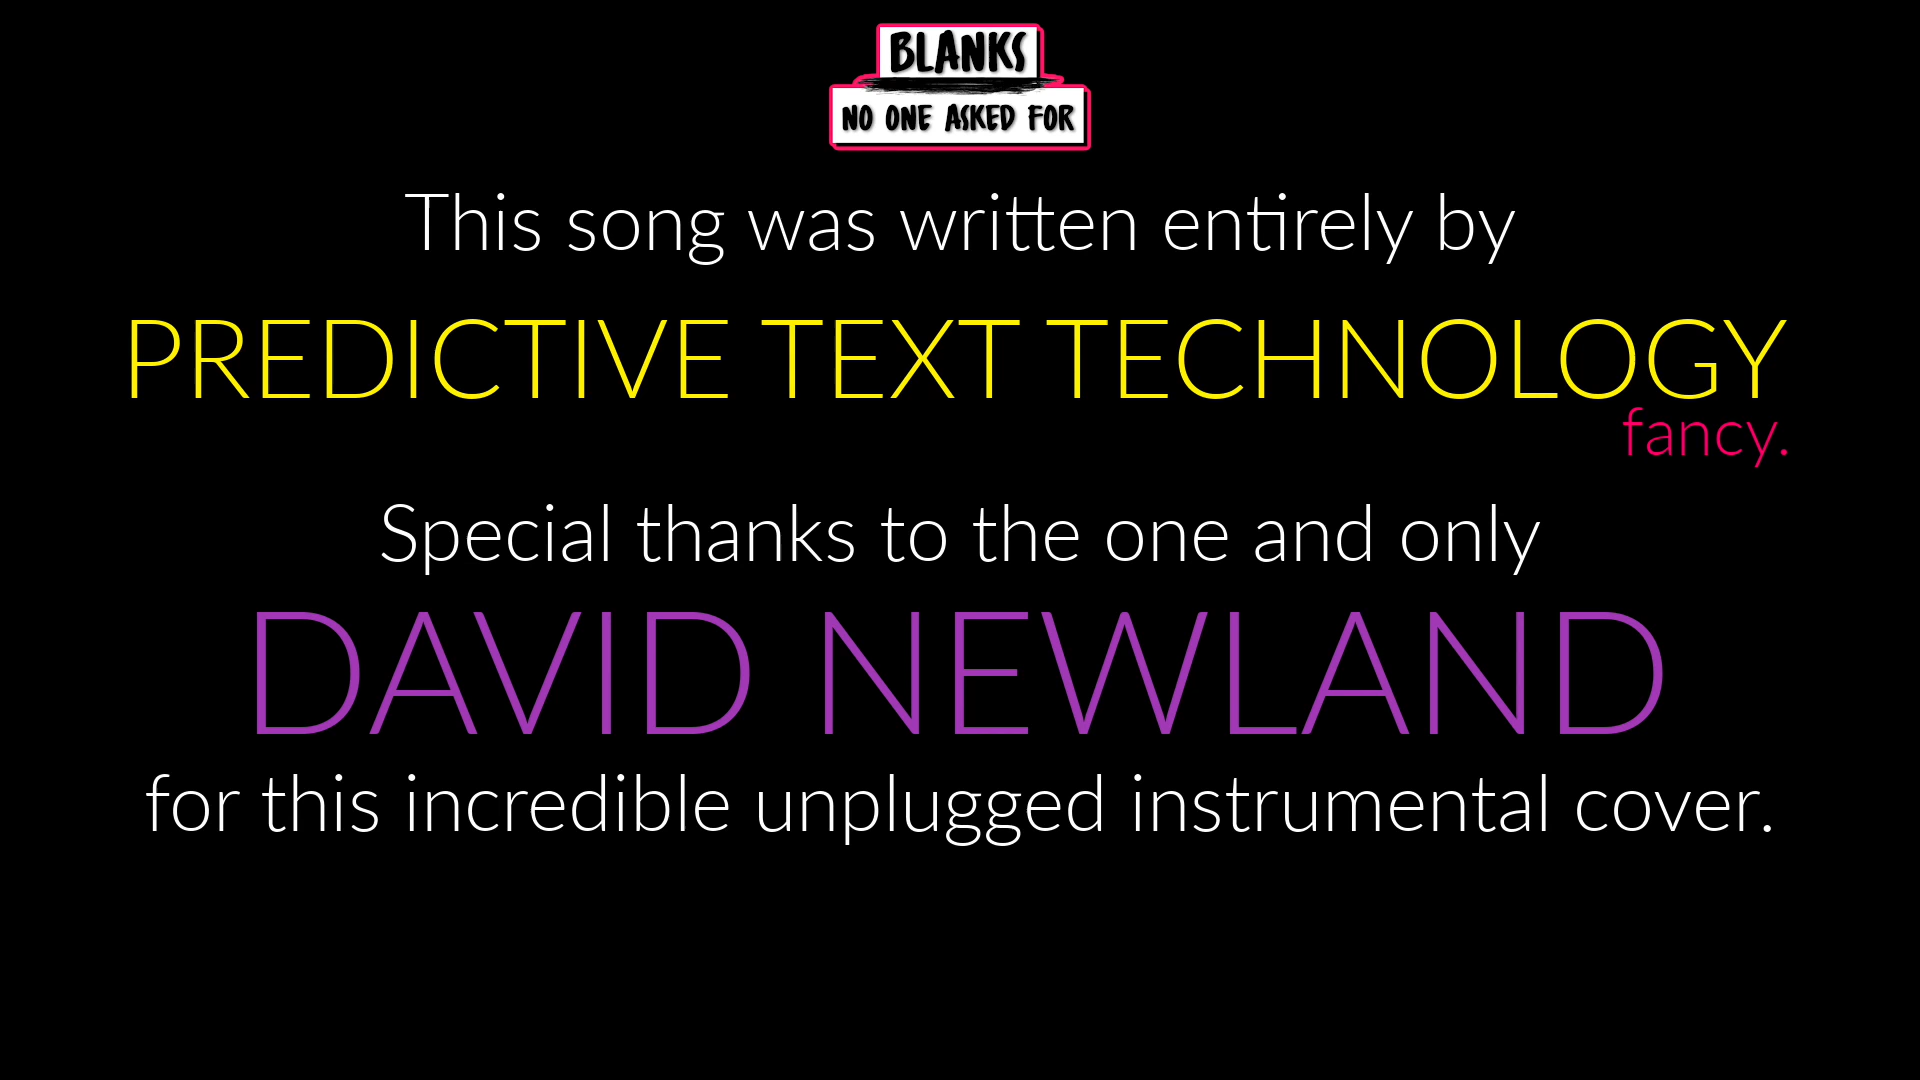 BLANKS
NO ONE ASKED FOR
This song was written entirely by
PREDICTIVE TEXT TECHNOLOGY
fancy.
Special thanks to the one and only
DAVID NEWLAND
for this incredible unplugged instrumental cover.